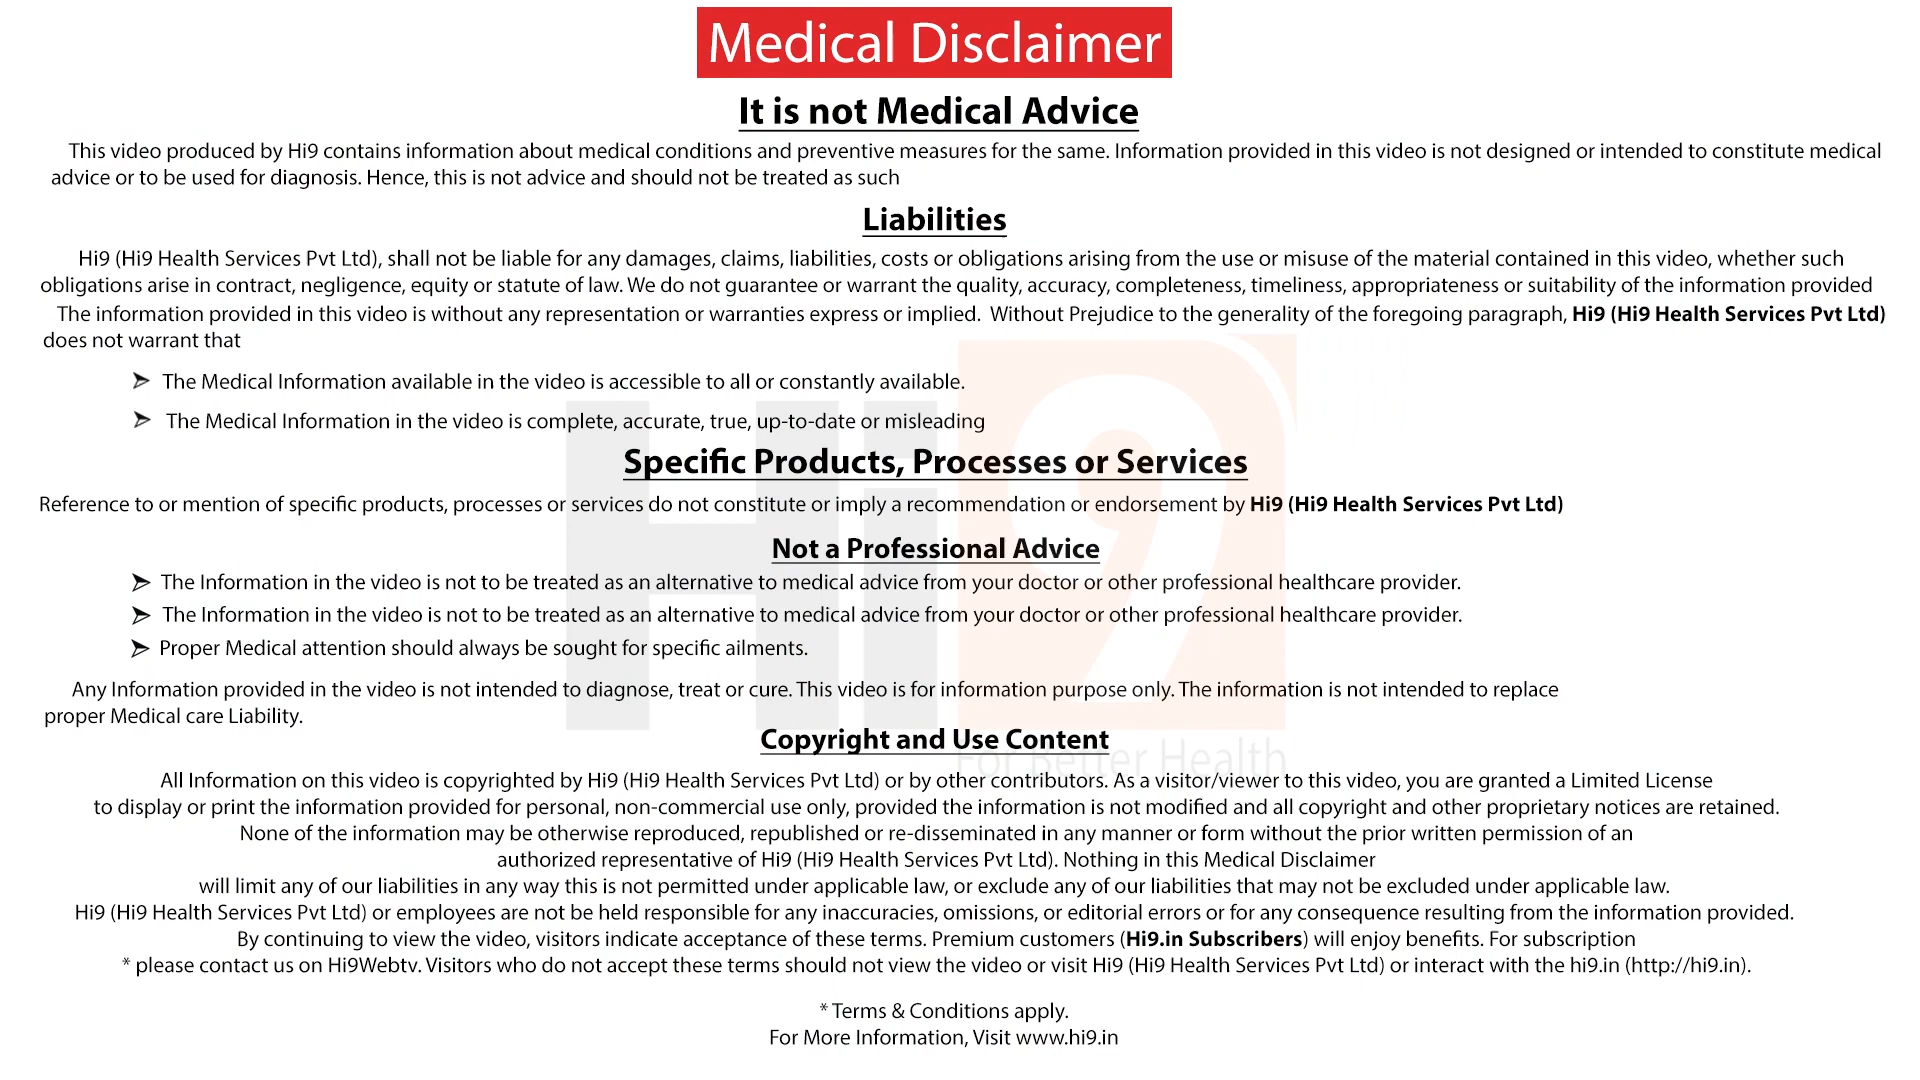 Medical Disclaimer
It is not Medical Advice
This video produced by Hi9 contains information about medical conditions and preventive measures for the same. Information provided in this video is not designed or intended to constitute medical
advice or to be used for diagnosis. Hence, this is not advice and should not be treated as such
Liabilities
Hi9 (Hi9 Health Services Pvt Ltd), shall not be liable for any damages, claims, liabilities, costs or obligations arising from the use or misuse of the material contained in this video, whether such
obligations arise in contract, negligence, equity or statute of law. We do not guarantee or warrant the quality, accuracy, completeness, timeliness, appropriateness or suitability of the information provided
The information provided in this video is without any representation or warranties express or implied. Without Prejudice to the generality of the foregoing paragraph, Hi9 (Hi9 Health Services Pvt Ltd)
does not warrant that
➢ The Medical Information available in the video is accessible to all or constantly available.
➢ The Medical Information in the video is complete, accurate, true, up-to-date or misleading
Specific Products, Processes or Services
Reference to or mention of specific products, processes or services do not constitute or imply a recommendation or endorsement by Hi9 (Hi9 Health Services Pvt Ltd)
Hi9
Not a Professional Advice
➢ The Information in the video is not to be treated as an alternative to medical advice from your doctor or other professional healthcare provider.
➢ The Information in the video is not to be treated as an alternative to medical advice from your doctor or other professional healthcare provider.
➢ Proper Medical attention should always be sought for specific ailments.
Any Information provided in the video is not intended to diagnose, treat or cure. This video is for information purpose only. The information is not intended to replace
proper Medical care Liability.
Copyright and Use Content
For Better Health
All Information on this video is copyrighted by Hi9 (Hi9 Health Services Pvt Ltd) or by other contributors. As a visitor/viewer to this video, you are granted a Limited License
to display or print the information provided for personal, non-commercial use only, provided the information is not modified and all copyright and other proprietary notices are retained.
None of the information may be otherwise reproduced, republished or re-disseminated in any manner or form without the prior written permission of an
authorized representative of Hi9 (Hi9 Health Services Pvt Ltd). Nothing in this Medical Disclaimer
will limit any of our liabilities in any way this is not permitted under applicable law, or exclude any of our liabilities that may not be excluded under applicable law.
Hi9 (Hi9 Health Services Pvt Ltd) or employees are not be held responsible for any inaccuracies, omissions, or editorial errors or for any consequence resulting from the information provided.
By continuing to view the video, visitors indicate acceptance of these terms. Premium customers (Hi9.in Subscribers) will enjoy benefits. For subscription
* please contact us on Hi9Webtv. Visitors who do not accept these terms should not view the video or visit Hi9 (Hi9 Health Services Pvt Ltd) or interact with the hi9.in (http://hi9.in).
* Terms & Conditions apply.
For More Information, Visit www.hi9.in